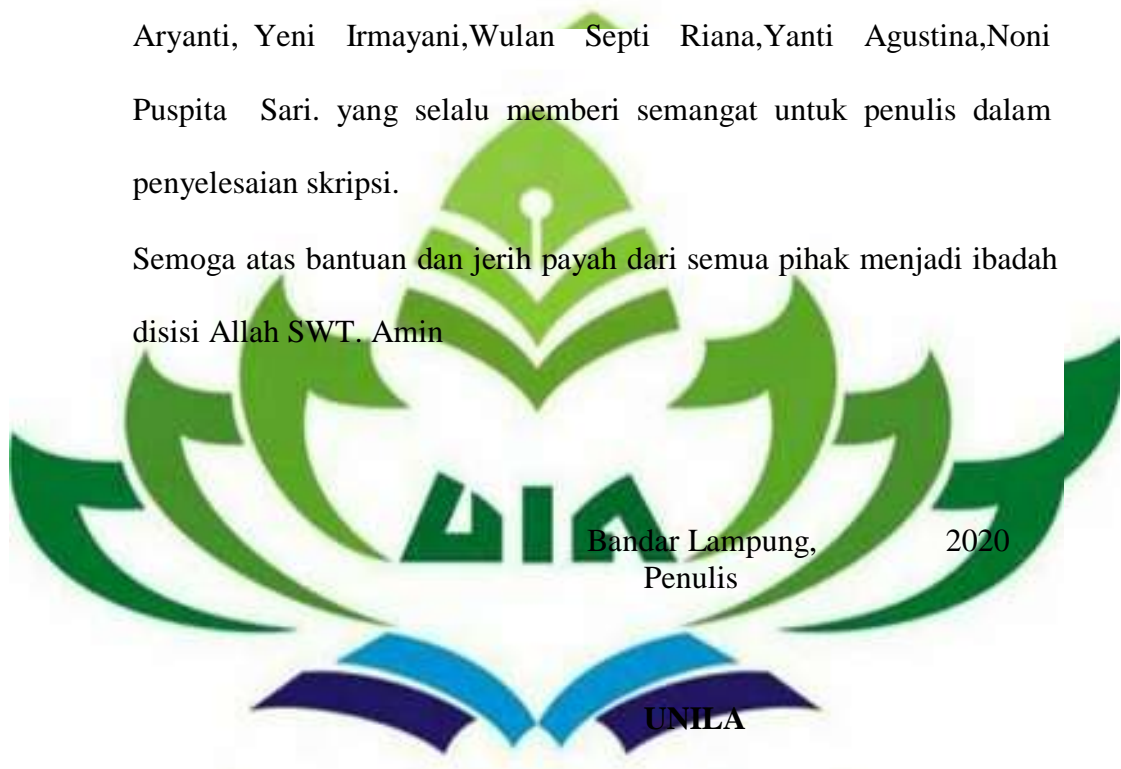 Aryanti, Yeni Irmayani,Wulan Septi Riana,Yanti Agustina,Noni
Puspita Sari. yang selalu memberi semangat untuk penulis dalam
penyelesaian skripsi.
Semoga atas bantuan dan jerih payah dari semua pihak menjadi ibadah
disisi Allah SWT. Amin
UIN
Bandar Lampung, 2020
Penulis
UNILA